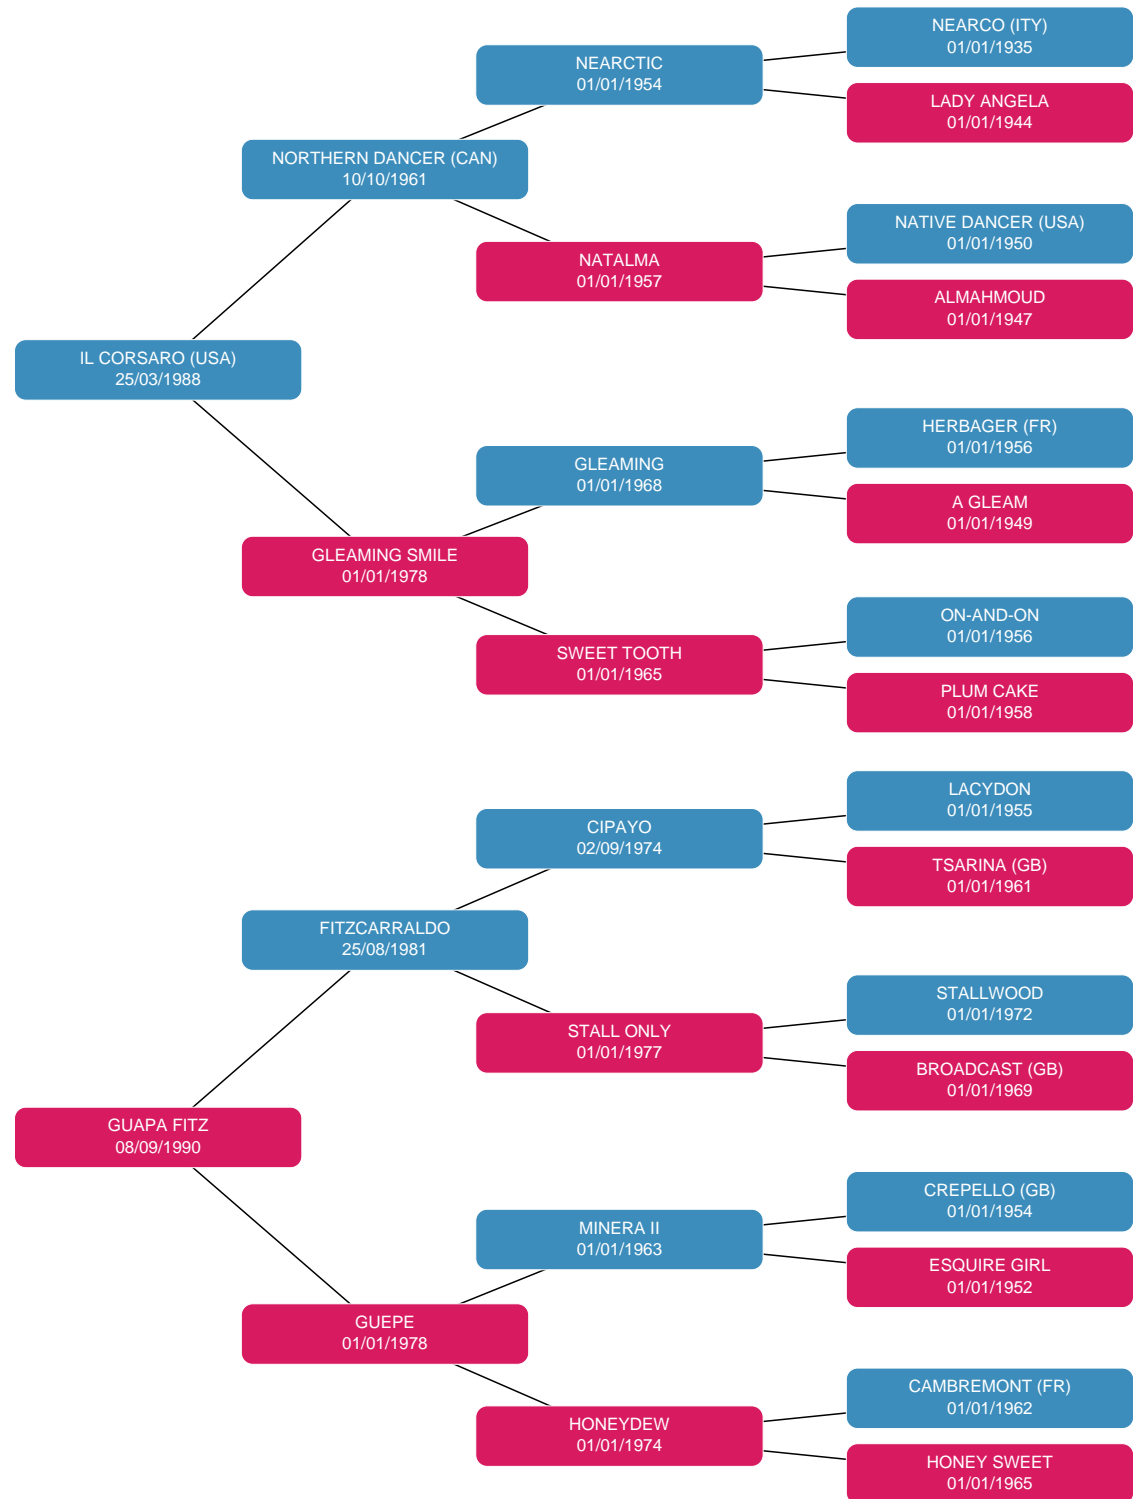 NEARCO (ITY)
01/01/1935
NEARCTIC
01/01/1954
LADY ANGELA
01/01/1944
NORTHERN DANCER (CAN)
10/10/1961
NATIVE DANCER (USA)
01/01/1950
NATALMA
01/01/1957
ALMAHMOUD
01/01/1947
IL CORSARO (USA)
25/03/1988
HERBAGER (FR)
01/01/1956
GLEAMING
01/01/1968
A GLEAM
01/01/1949
GLEAMING SMILE
01/01/1978
ON-AND-ON
01/01/1956
SWEET TOOTH
01/01/1965
PLUM CAKE
01/01/1958
LACYDON
01/01/1955
CIPAYO
02/09/1974
TSARINA (GB)
01/01/1961
FITZCARRALDO
25/08/1981
STALLWOOD
01/01/1972
STALL ONLY
01/01/1977
BROADCAST (GB)
01/01/1969
GUAPA FITZ
08/09/1990
CREPELLO (GB)
01/01/1954
MINERA II
01/01/1963
ESQUIRE GIRL
01/01/1952
GUEPE
01/01/1978
CAMBREMONT (FR)
01/01/1962
HONEYDEW
01/01/1974
HONEY SWEET
01/01/1965